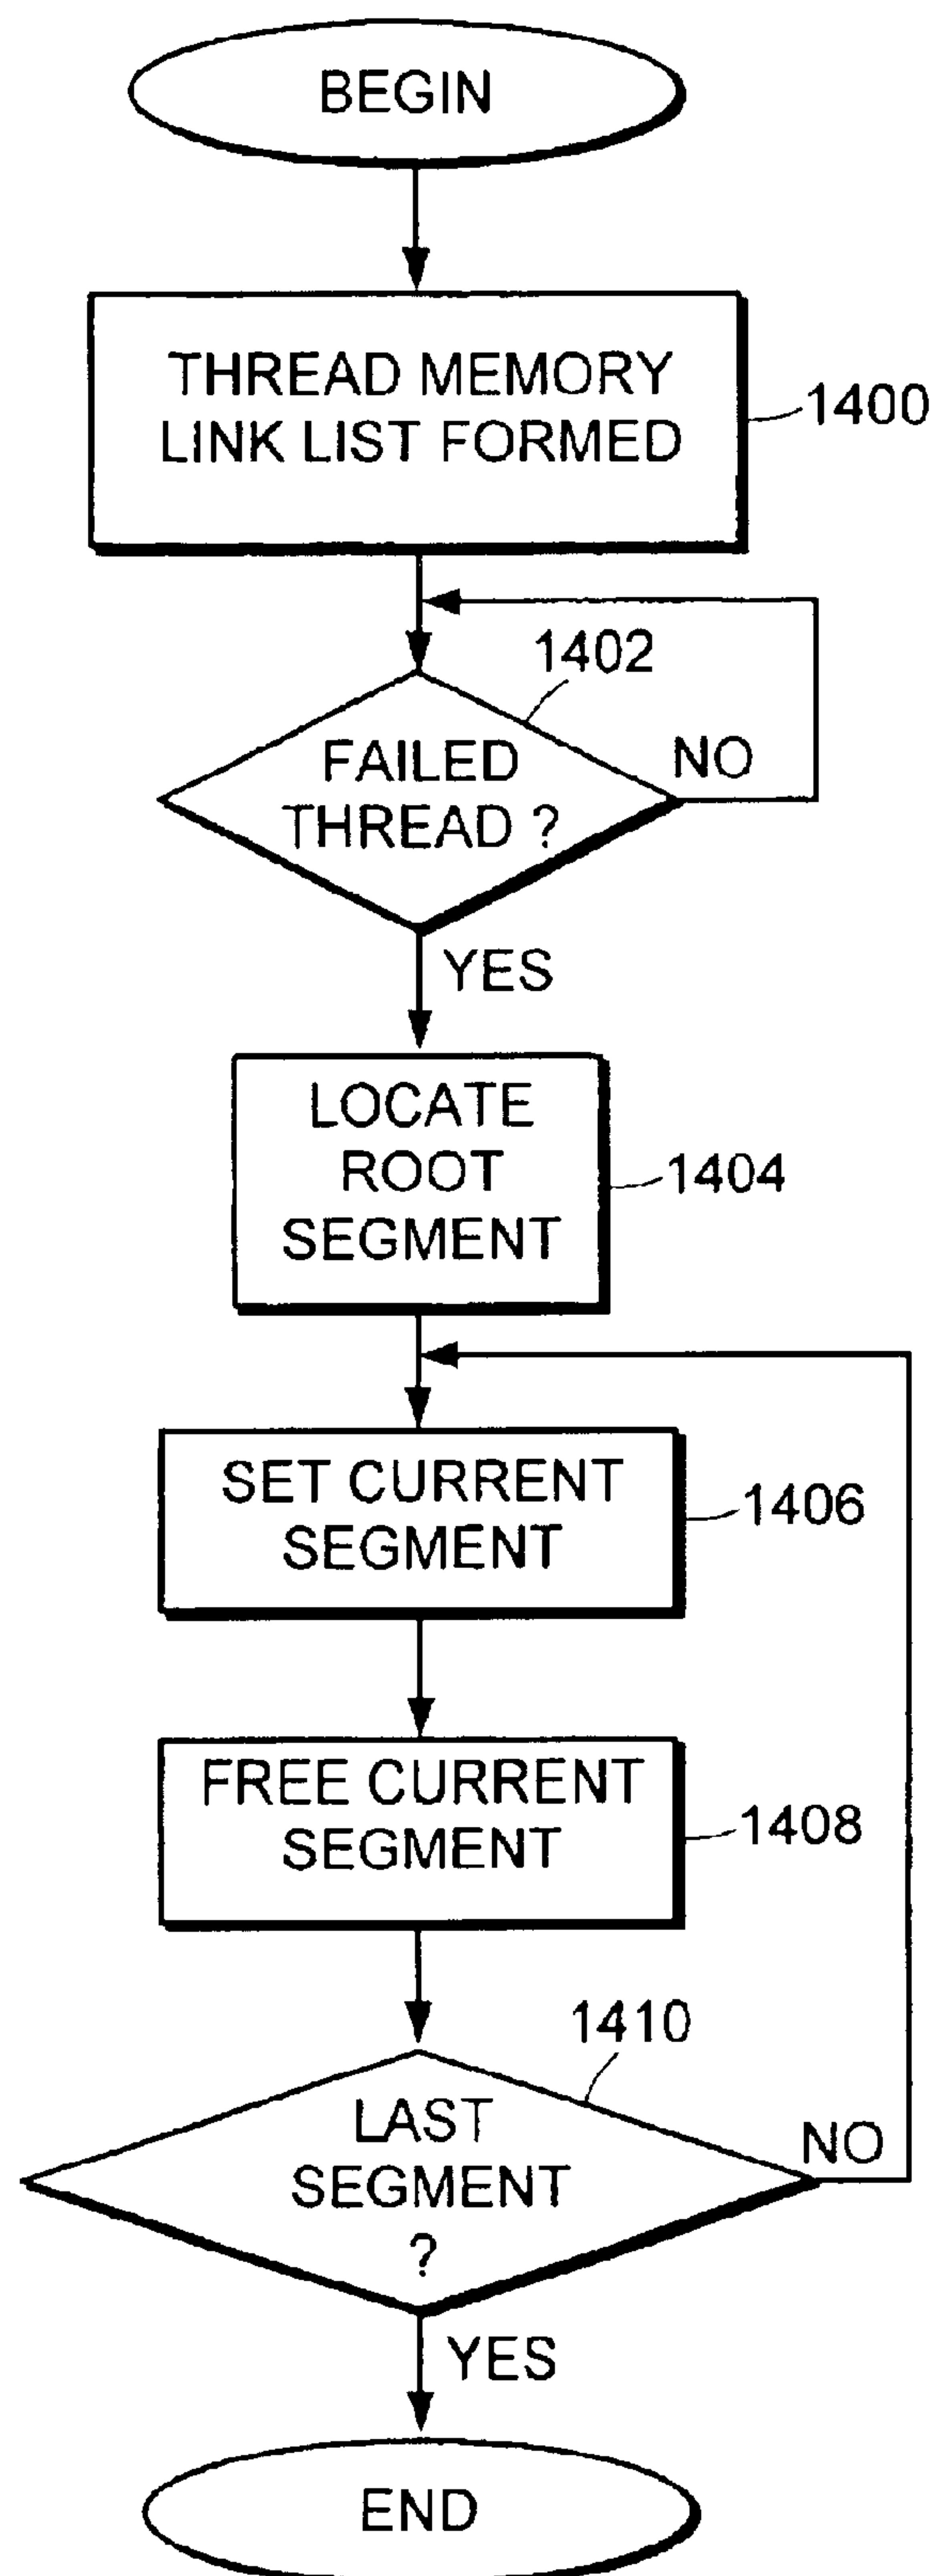 BEGIN
THREAD MEMORY
LINK LIST FORMED
1400
1402
FAILED
THREAD ?
NO
YES
LOCATE
ROOT
SEGMENT
1404
SET CURRENT
SEGMENT
1406
FREE CURRENT
SEGMENT
1408
1410
LAST
SEGMENT
?
NO
YES
END